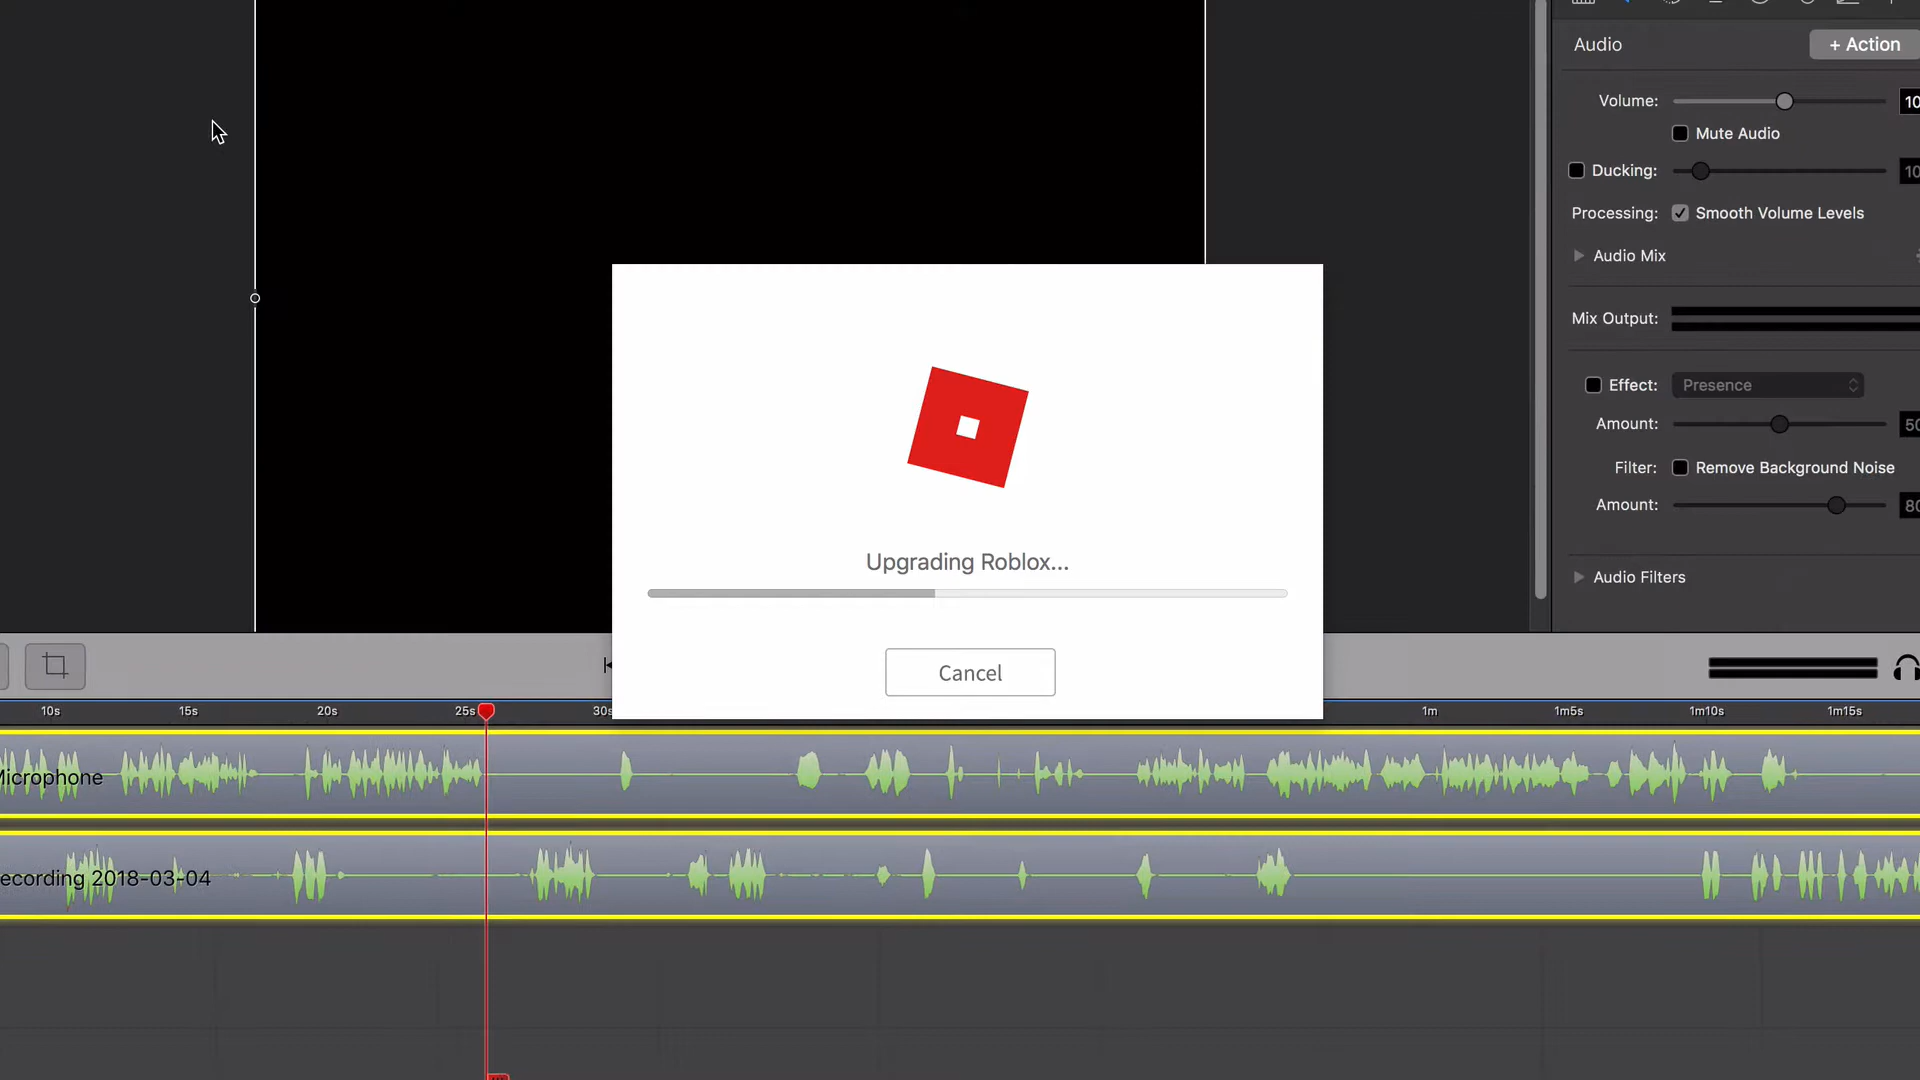 Audio
+ Action
Volume:
10
Mute Audio
Ducking:
10
Processing:
Smooth Volume Levels
Audio Mix
Mix Output:
Effect:
Presence
Amount:
50
Filter:
Remove Background Noise
Amount:
80
Audio Filters
Upgrading Roblox...
Cancel
10s
15s
20s
25s
30s
1m
1m5s
1m10s
1m15s
Microphone
ecording 2018-03-04